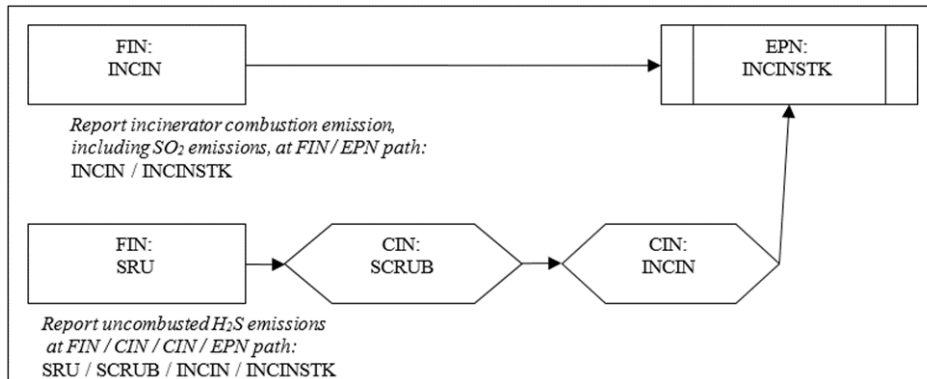 FIN:
INCIN
EPN:
INCINSTK
Report incinerator combustion emission,
including SO₂ emissions, at FIN / EPN path:
INCIN / INCINSTK
FIN:
SRU
CIN:
SCRUB
CIN:
INCIN
Report uncombusted H₂S emissions
at FIN / CIN / CIN / EPN path:
SRU / SCRUB / INCIN / INCINSTK